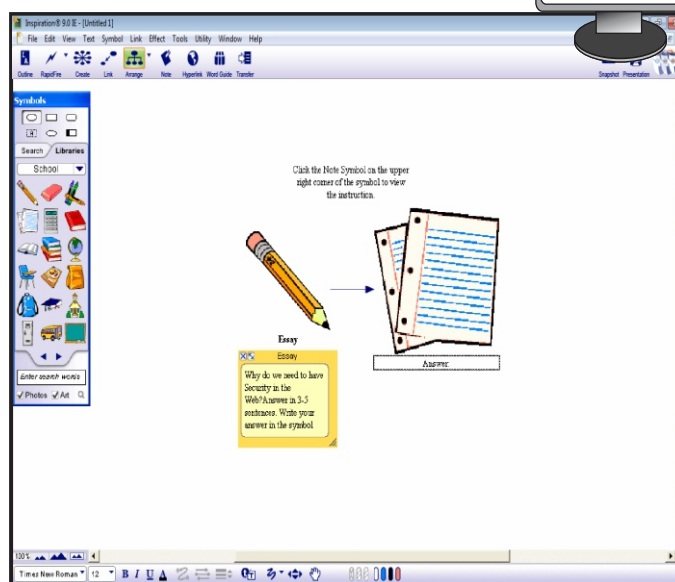 Inspiration® 9.0 IE - [Untitled 1]
File Edit View Text Symbol Link Effect Tools Utility Window Help
Outline RapidFire Create Link Arrange Note Hyperlink Word Guide Transfer
Snapshot Presentation
Symbols
Search Libraries
School
Enter search words
Photos Art
Click the Note Symbol on the upper
right corner of the symbol to view
the instruction.
Essay
Essay
Why do we need to have
Security in the
Web?Answer in 3-5
sentences. Write your
answer in the symbol
Answer:
100%
Times New Roman 12 B I U A